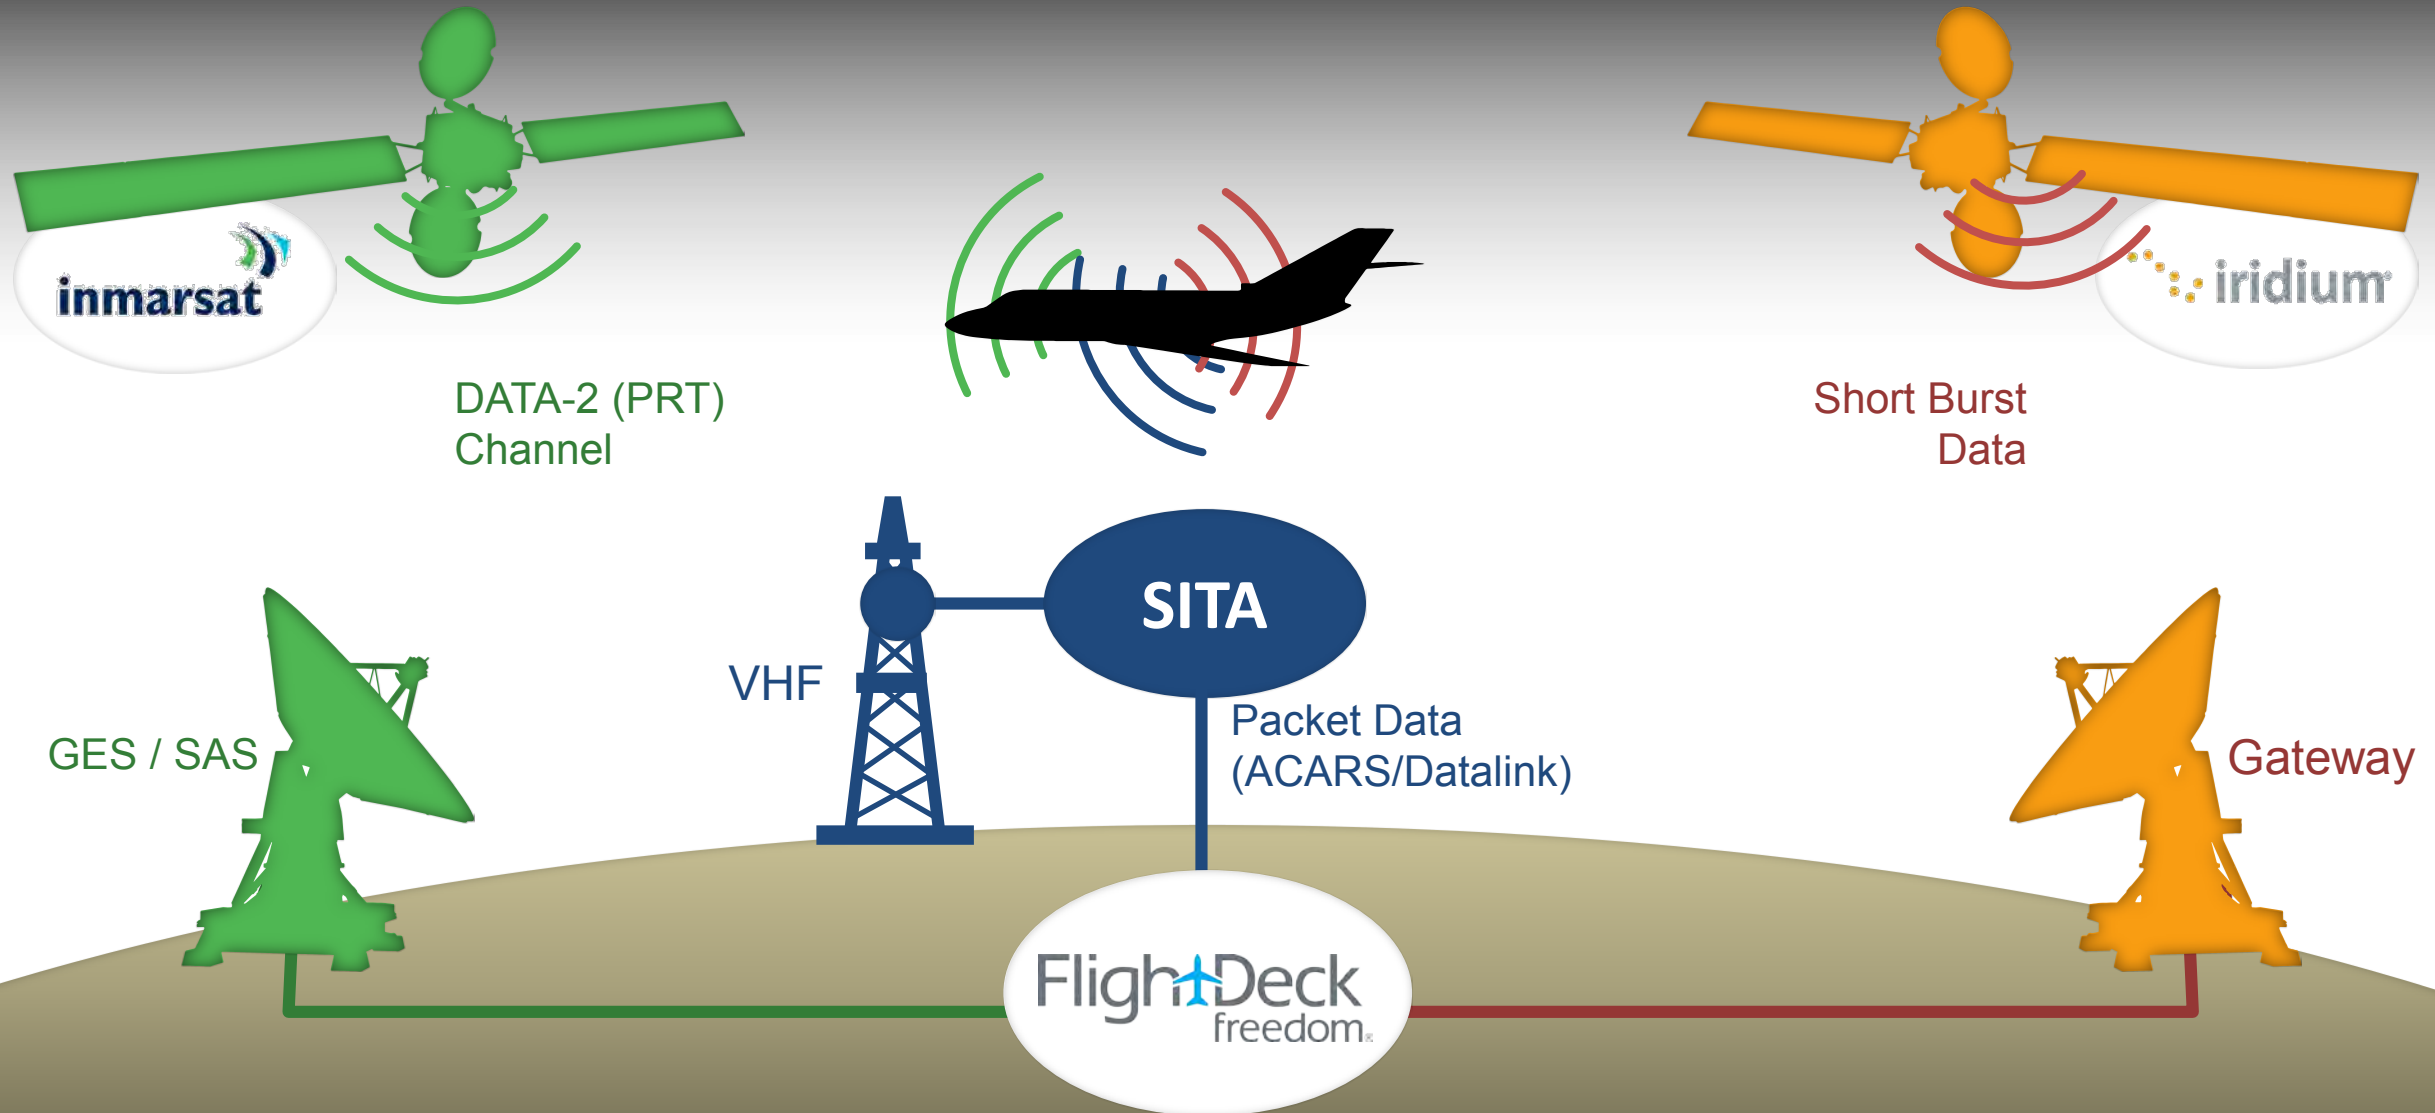 inmarsat
iridium
DATA-2 (PRT)
Channel
Short Burst
Data
SITA
VHF
Packet Data
(ACARS/Datalink)
GES / SAS
Gateway
FlightDeck
freedom®